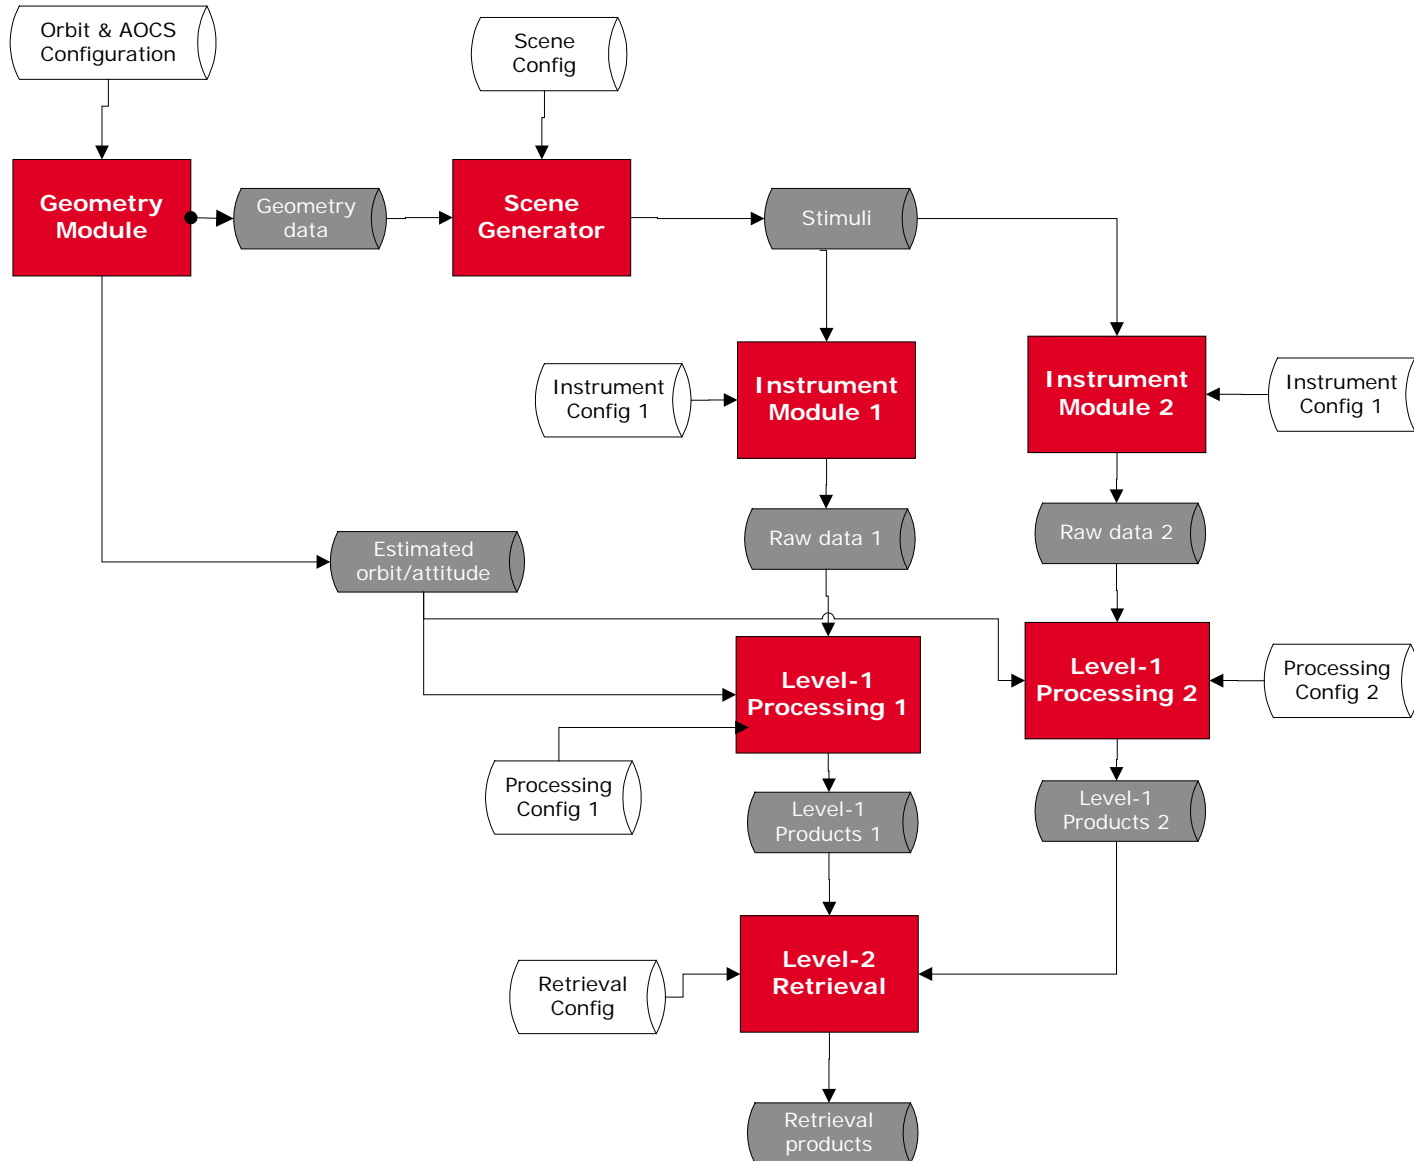 Orbit & AOCS
Configuration
Scene
Config
Geometry
Module
Geometry
data
Scene
Generator
Stimuli
Instrument
Config 1
Instrument
Module 1
Instrument
Module 2
Instrument
Config 1
Raw data 1
Raw data 2
Estimated
orbit/attitude
Level-1
Processing 1
Level-1
Processing 2
Processing
Config 2
Processing
Config 1
Level-1
Products 1
Level-1
Products 2
Retrieval
Config
Level-2
Retrieval
Retrieval
products